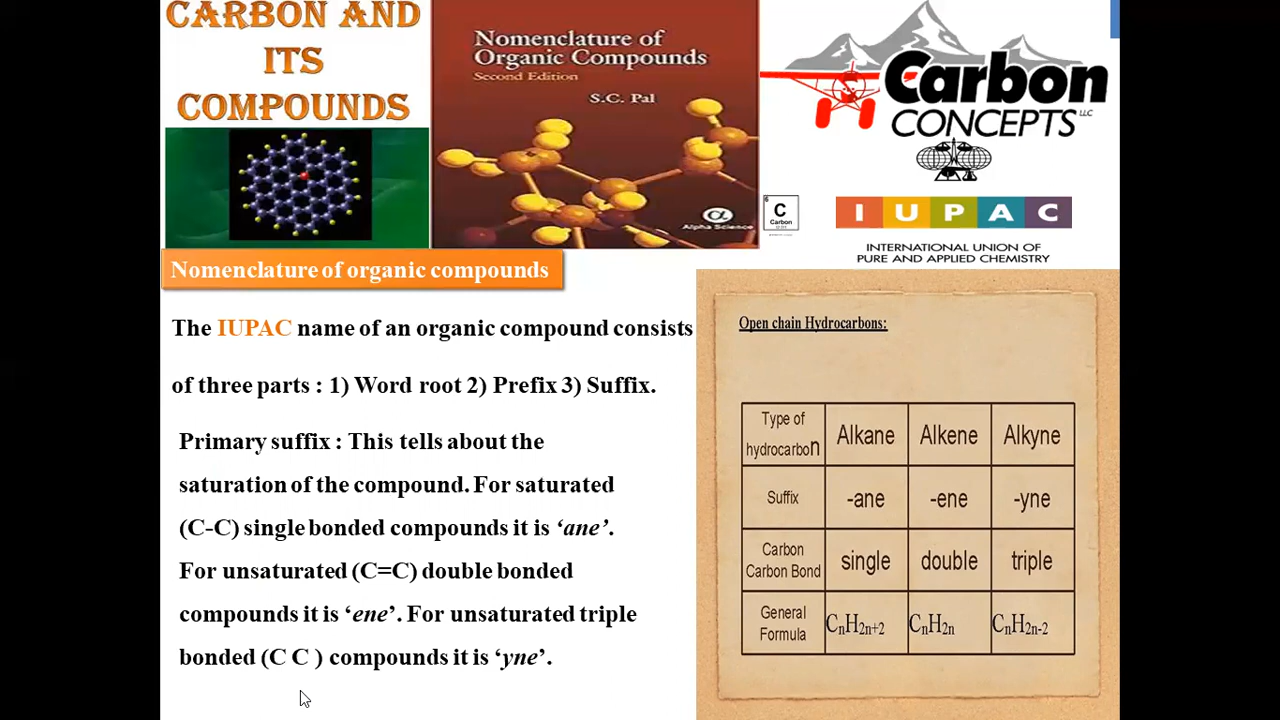 CARBON AND
ITS
COMPOUNDS
Nomenclature of
Organic Compounds
Second Edition
S.C. Pal
α
Alpha Science
Carbon
CONCEPTS LLC
6
C
Carbon
IUPAC
INTERNATIONAL UNION OF
PURE AND APPLIED CHEMISTRY
Nomenclature of organic compounds
The IUPAC name of an organic compound consists
of three parts : 1) Word root 2) Prefix 3) Suffix.
Primary suffix : This tells about the
saturation of the compound. For saturated
(C-C) single bonded compounds it is ‘ane’.
For unsaturated (C=C) double bonded
compounds it is ‘ene’. For unsaturated triple
bonded (C C ) compounds it is ‘yne’.
Open chain Hydrocarbons:
Type of
hydrocarbon Alkane Alkene Alkyne
Suffix -ane -ene -yne
Carbon
Carbon Bond single double triple
General
Formula CnH2n+2 CnH2n CnH2n-2